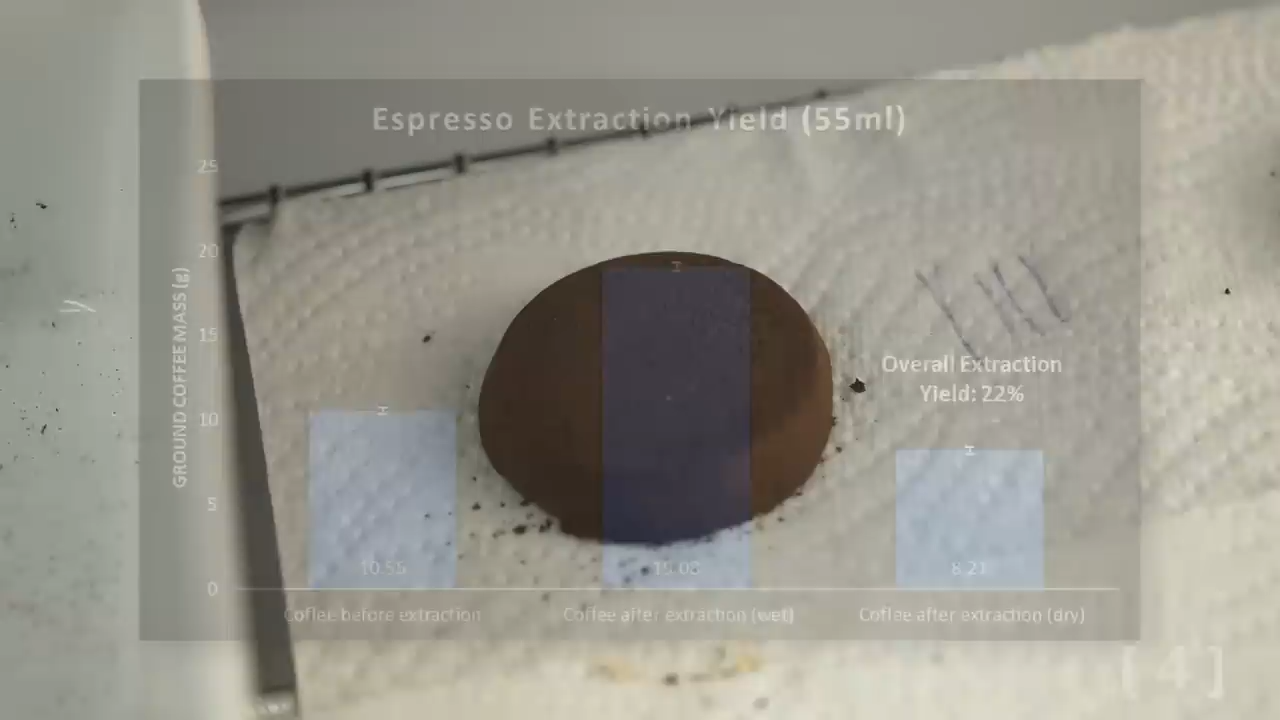 Espresso Extraction Yield (55ml)
25
20
15
10
5
0
GROUND COFFEE MASS (g)
Overall Extraction
Yield: 22%
10.55
8.21
Coffee before extraction
Coffee after extraction (wet)
Coffee after extraction (dry)
[4]